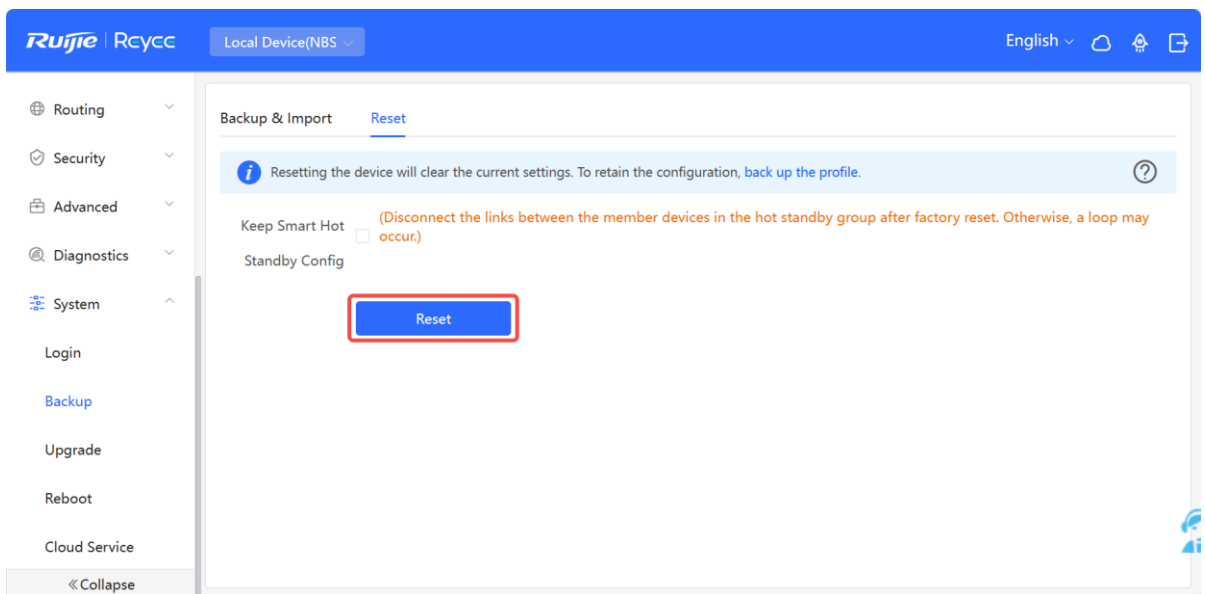 Ruijie | Reyee
Local Device(NBS
English
Routing
Security
Advanced
Diagnostics
System
Login
Backup
Upgrade
Reboot
Cloud Service
Collapse
Backup & Import
Reset
Resetting the device will clear the current settings. To retain the configuration, back up the profile.
Keep Smart Hot
Standby Config
(Disconnect the links between the member devices in the hot standby group after factory reset. Otherwise, a loop may
occur.)
Reset